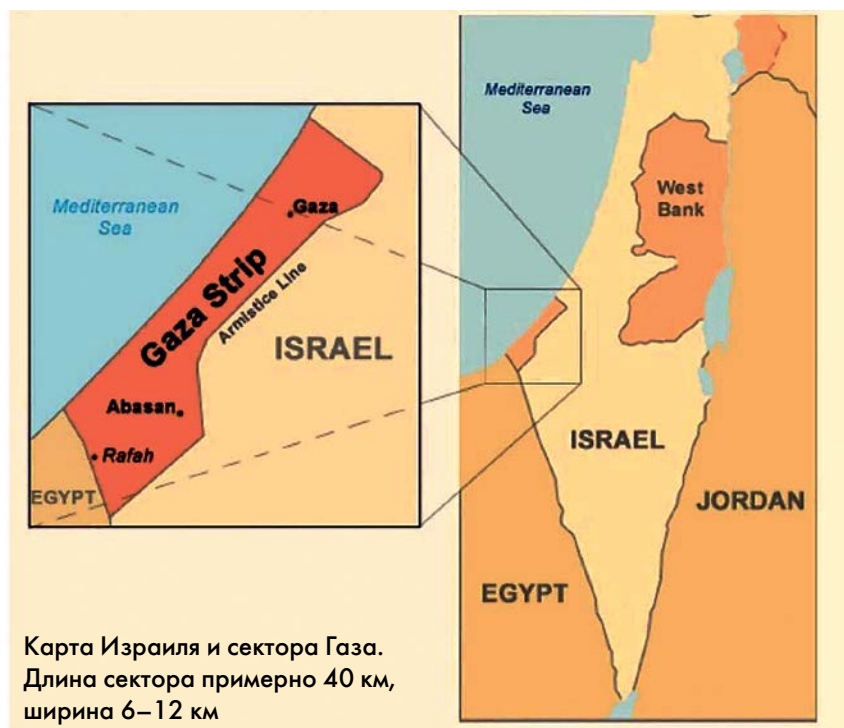 Mediterranean
Sea
Gaza
Gaza Strip
Armistice Line
ISRAEL
Abasan
Rafah
EGYPT
Mediterranean
Sea
West
Bank
ISRAEL
JORDAN
EGYPT
Карта Израиля и сектора Газа.
Длина сектора примерно 40 км,
ширина 6–12 км